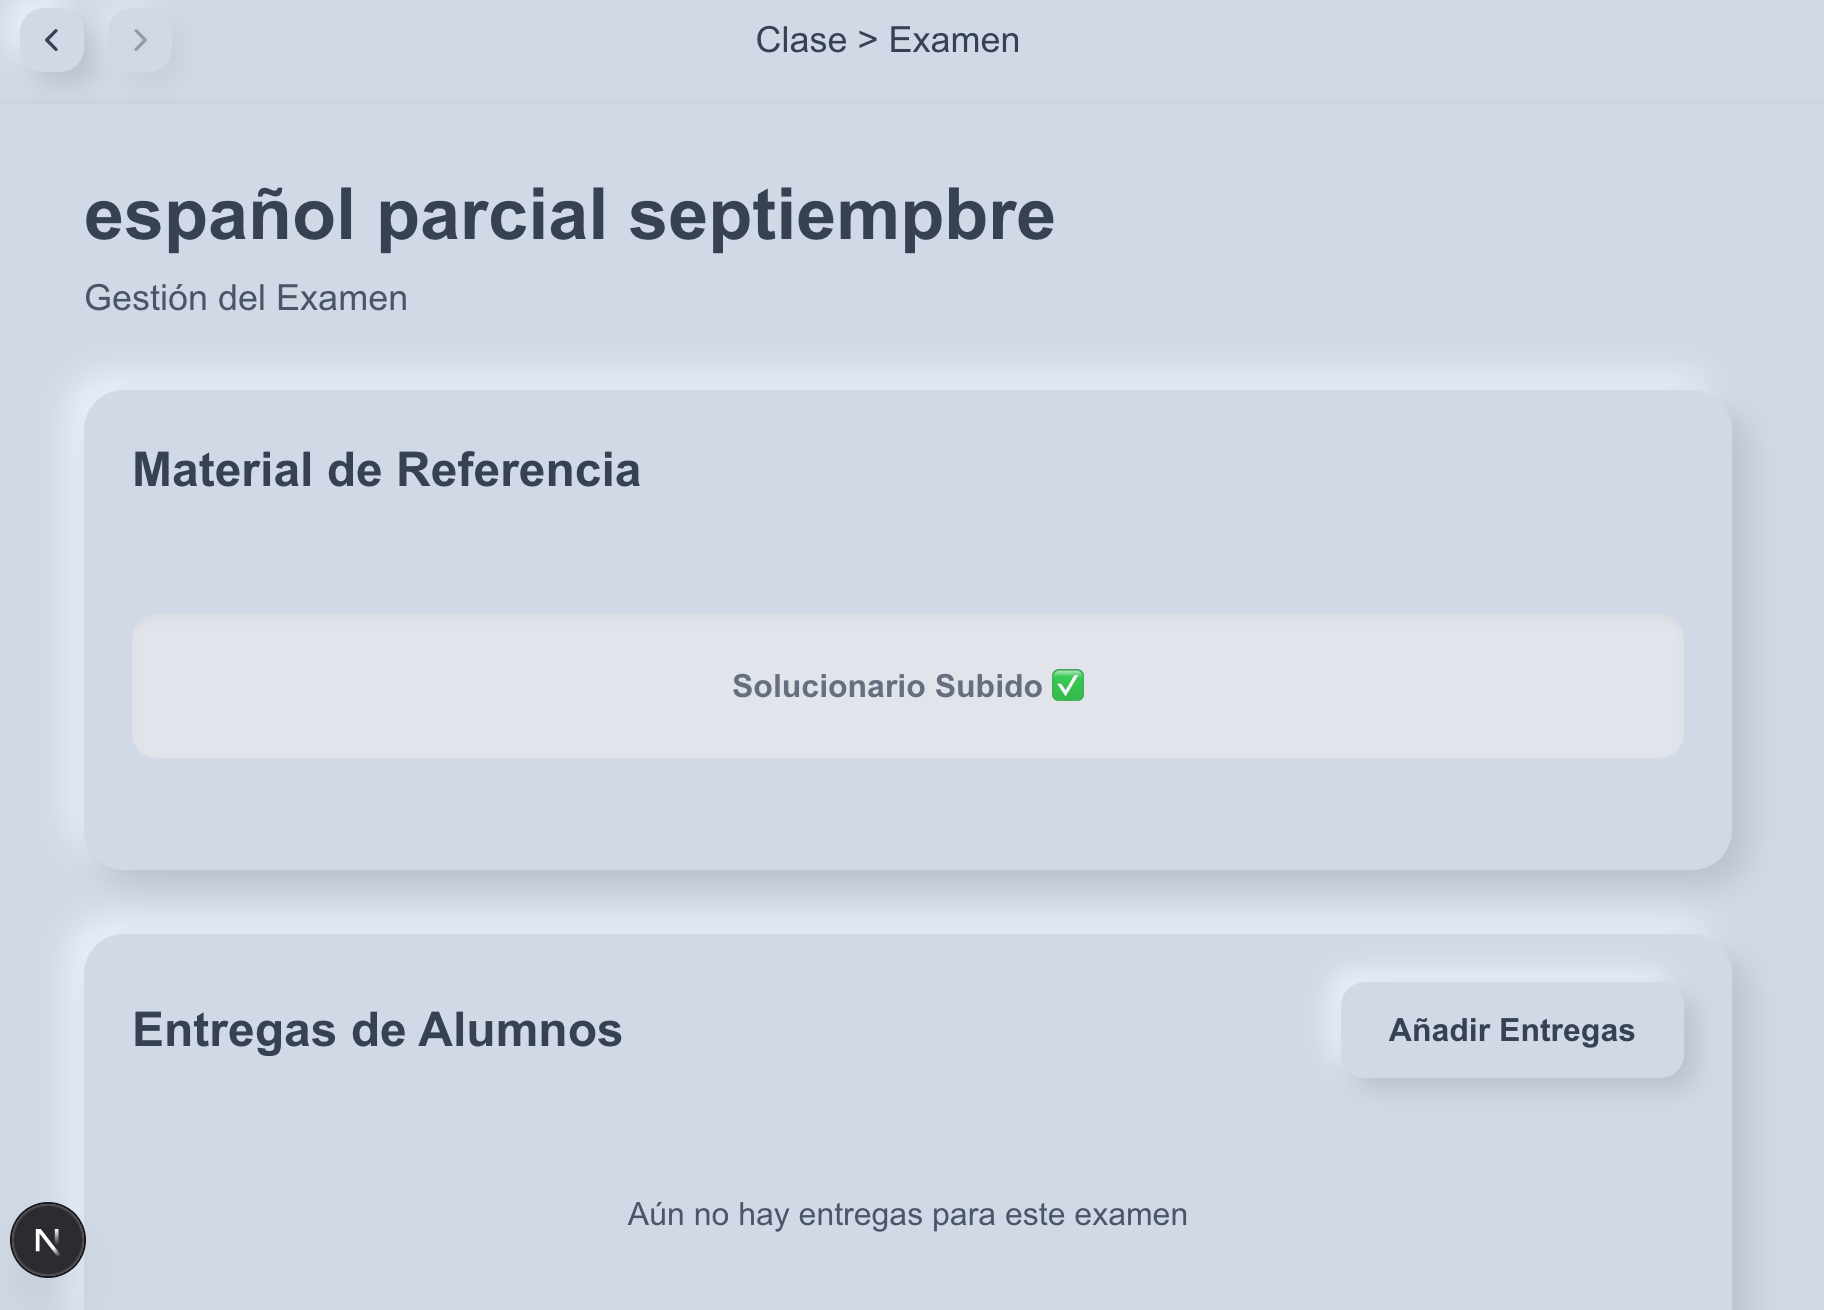 Clase > Examen
español parcial septiempbre
Gestión del Examen
Material de Referencia
Solucionario Subido ✅
Entregas de Alumnos
Añadir Entregas
Aún no hay entregas para este examen
N